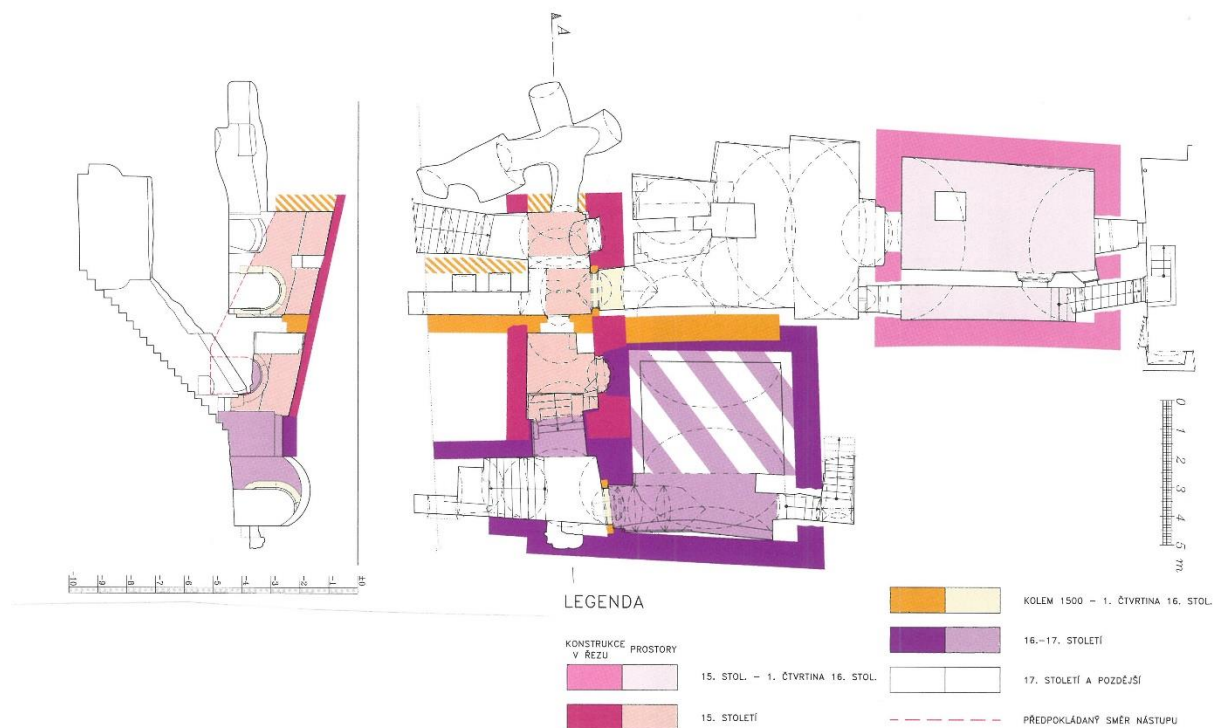 A
0 1 2 3 4 5 m
-10 -9 -8 -7 -6 -5 -4 -3 -2 -1 ±0
LEGENDA
KONSTRUKCE
V ŘEZU
PROSTORY
15. STOL. – 1. ČTVRTINA 16. STOL.
15. STOLETÍ
KOLEM 1500 – 1. ČTVRTINA 16. STOL.
16.–17. STOLETÍ
17. STOLETÍ A POZDĚJŠÍ
PŘEDPOKLÁDANÝ SMĚR NÁSTUPU